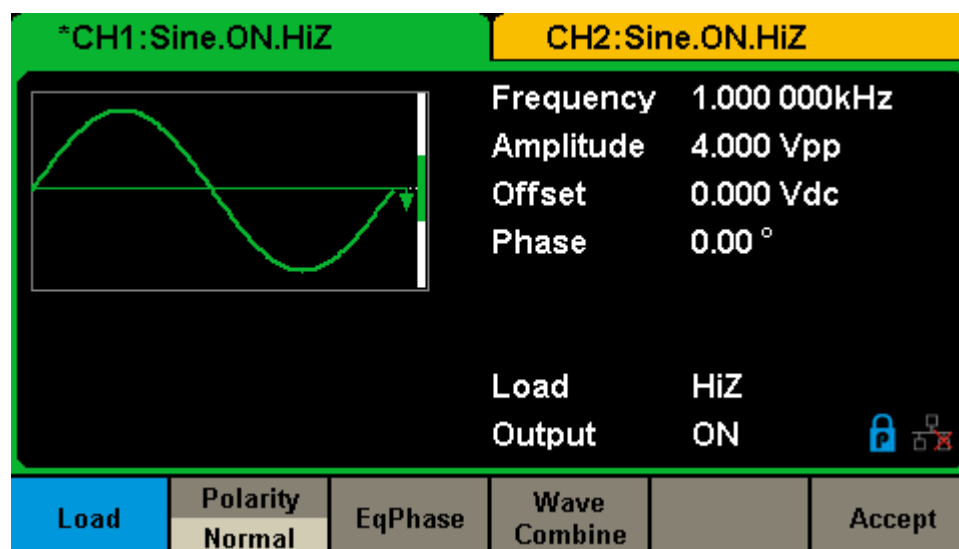 *CH1:Sine.ON.HiZ CH2:Sine.ON.HiZ
Frequency 1.000 000kHz
Amplitude 4.000 Vpp
Offset 0.000 Vdc
Phase 0.00 °
Load HiZ
Output ON
Load
Polarity
Normal
EqPhase
Wave
Combine
Accept